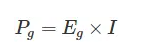 P_g = E_g × I